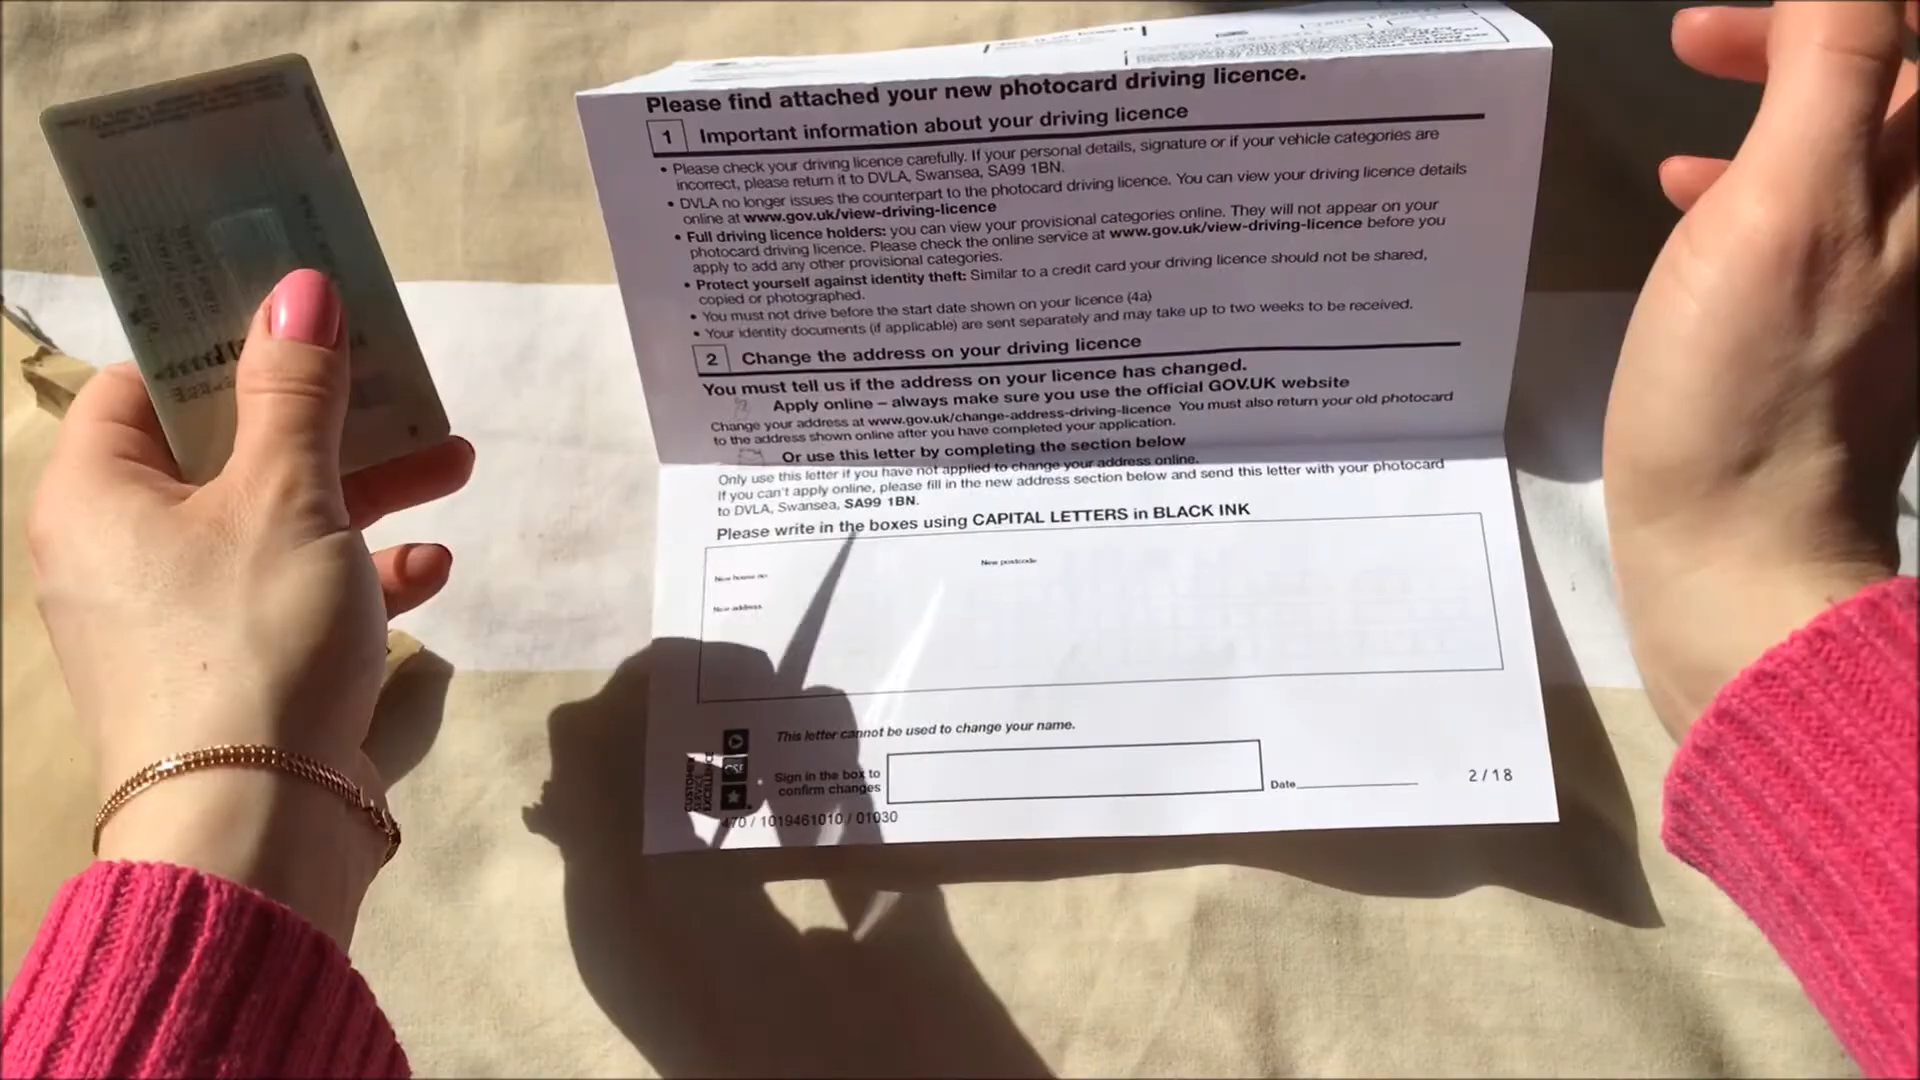 Please find attached your new photocard driving licence.
1 Important information about your driving licence
• Please check your driving licence carefully. If your personal details, signature or if your vehicle categories are
incorrect, please return it to DVLA, Swansea, SA99 1BN.
• DVLA no longer issues the counterpart to the photocard driving licence. You can view your driving licence details
online at www.gov.uk/view-driving-licence
• Full driving licence holders: you can view your provisional categories online. They will not appear on your
photocard driving licence. Please check the online service at www.gov.uk/view-driving-licence before you
apply to add any other provisional categories.
• Protect yourself against identity theft: Similar to a credit card your driving licence should not be shared,
copied or photographed.
• You must not drive before the start date shown on your licence (4a)
• Your identity documents (if applicable) are sent separately and may take up to two weeks to be received.
2 Change the address on your driving licence
You must tell us if the address on your licence has changed.
Apply online – always make sure you use the official GOV.UK website
Change your address at www.gov.uk/change-address-driving-licence You must also return your old photocard
to the address shown online after you have completed your application.
Or use this letter by completing the section below
Only use this letter if you have not applied to change your address online.
If you can't apply online, please fill in the new address section below and send this letter with your photocard
to DVLA, Swansea, SA99 1BN.
Please write in the boxes using CAPITAL LETTERS in BLACK INK
New house no
New postcode
New address
This letter cannot be used to change your name.
Sign in the box to
confirm changes
Date
2/18
CUSTOMER
SERVICE
EXCELLENCE
CSE
470 / 1019461010 / 01030